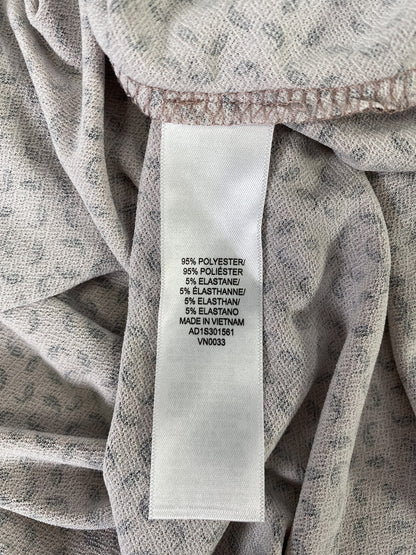 95% POLYESTER/
95% POLIÉSTER
5% ELASTANE/
5% ÉLASTHANNE/
5% ELASTHAN/
5% ELASTANO
MADE IN VIETNAM
AD1S301561
VN0033